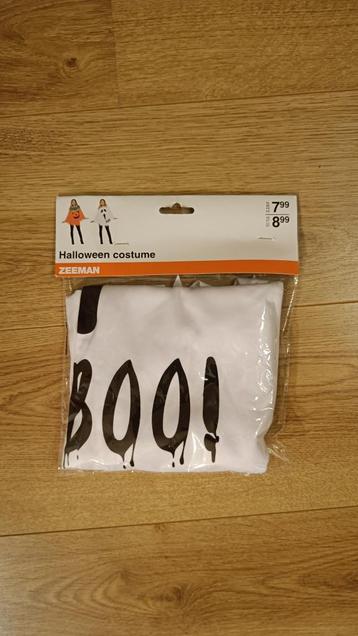 7⁹⁹
8⁹⁹
Halloween costume
ZEEMAN
BOO!